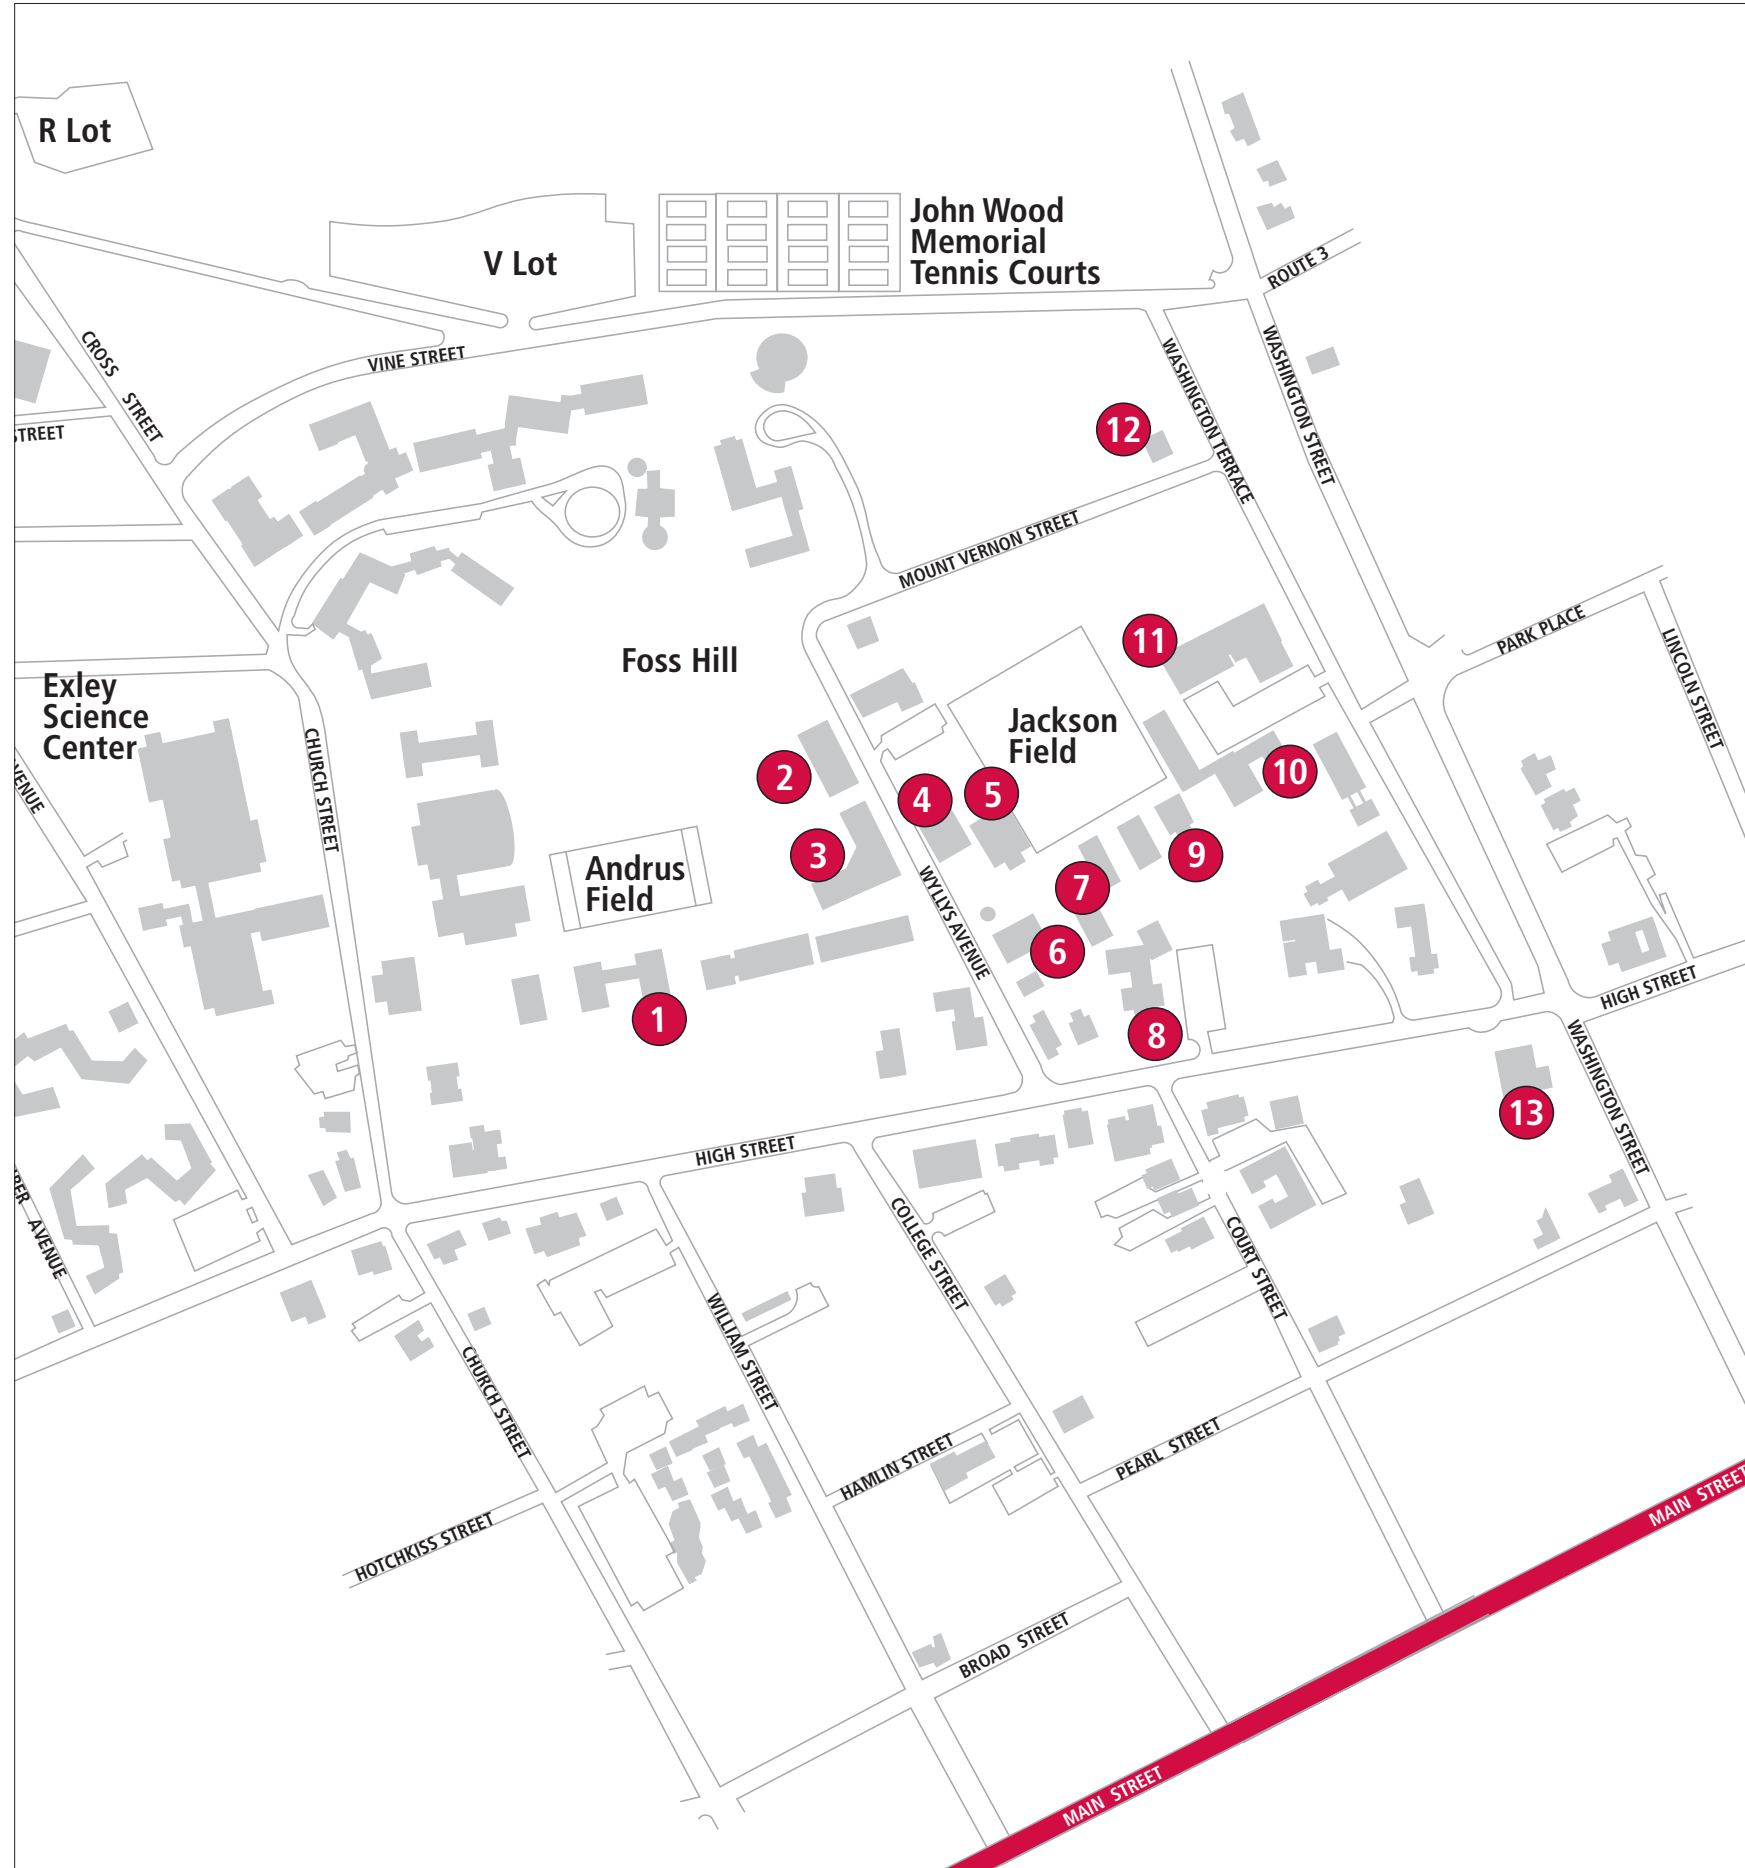 R Lot
V Lot
John Wood
Memorial
Tennis Courts
ROUTE 3
CROSS STREET
VINE STREET
WASHINGTON TERRACE
WASHINGTON STREET
STREET
12
MOUNT VERNON STREET
PARK PLACE
LINCOLN STREET
11
Foss Hill
Exley
Science
Center
Jackson
Field
CHURCH STREET
VENUE
2
4
5
10
3
9
Andrus
Field
7
WYLLYS AVENUE
6
1
8
HIGH STREET
WASHINGTON STREET
13
HIGH STREET
AVENUE
COLLEGE STREET
COURT STREET
WILLIAM STREET
CHURCH STREET
HAMLIN STREET
PEARL STREET
HOTCHKISS STREET
MAIN STREET
BROAD STREET
MAIN STREET